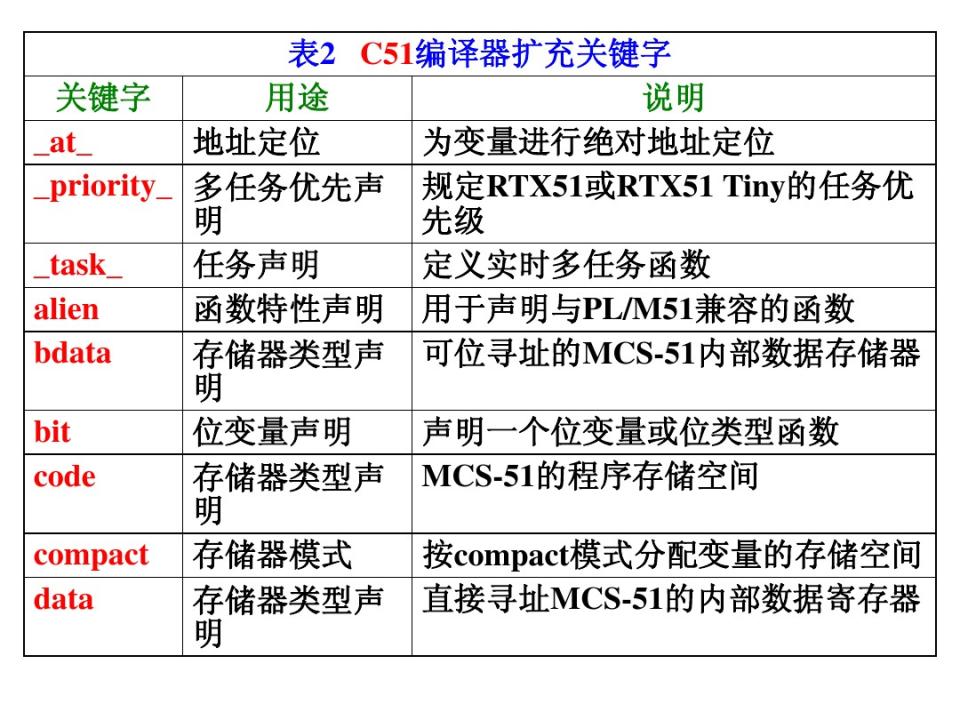 表2 C51编译器扩充关键字
关键字 用途 说明
_at_ 地址定位 为变量进行绝对地址定位
_priority_ 多任务优先声 规定RTX51或RTX51 Tiny的任务优
明 先级
_task_ 任务声明 定义实时多任务函数
alien 函数特性声明 用于声明与PL/M51兼容的函数
bdata 存储器类型声 可位寻址的MCS-51内部数据存储器
明
bit 位变量声明 声明一个位变量或位类型函数
code 存储器类型声 MCS-51的程序存储空间
明
compact 存储器模式 按compact模式分配变量的存储空间
data 存储器类型声 直接寻址MCS-51的内部数据寄存器
明